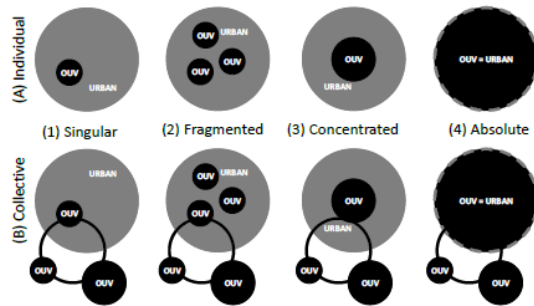 (A) Individual
OUV
URBAN
OUV
URBAN
OUV
OUV
OUV
URBAN
OUV = URBAN
(1) Singular
(2) Fragmented
(3) Concentrated
(4) Absolute
(B) Collective
URBAN
OUV
OUV
OUV
OUV
URBAN
OUV
OUV
OUV
OUV
OUV
URBAN
OUV
OUV
OUV = URBAN
OUV
OUV